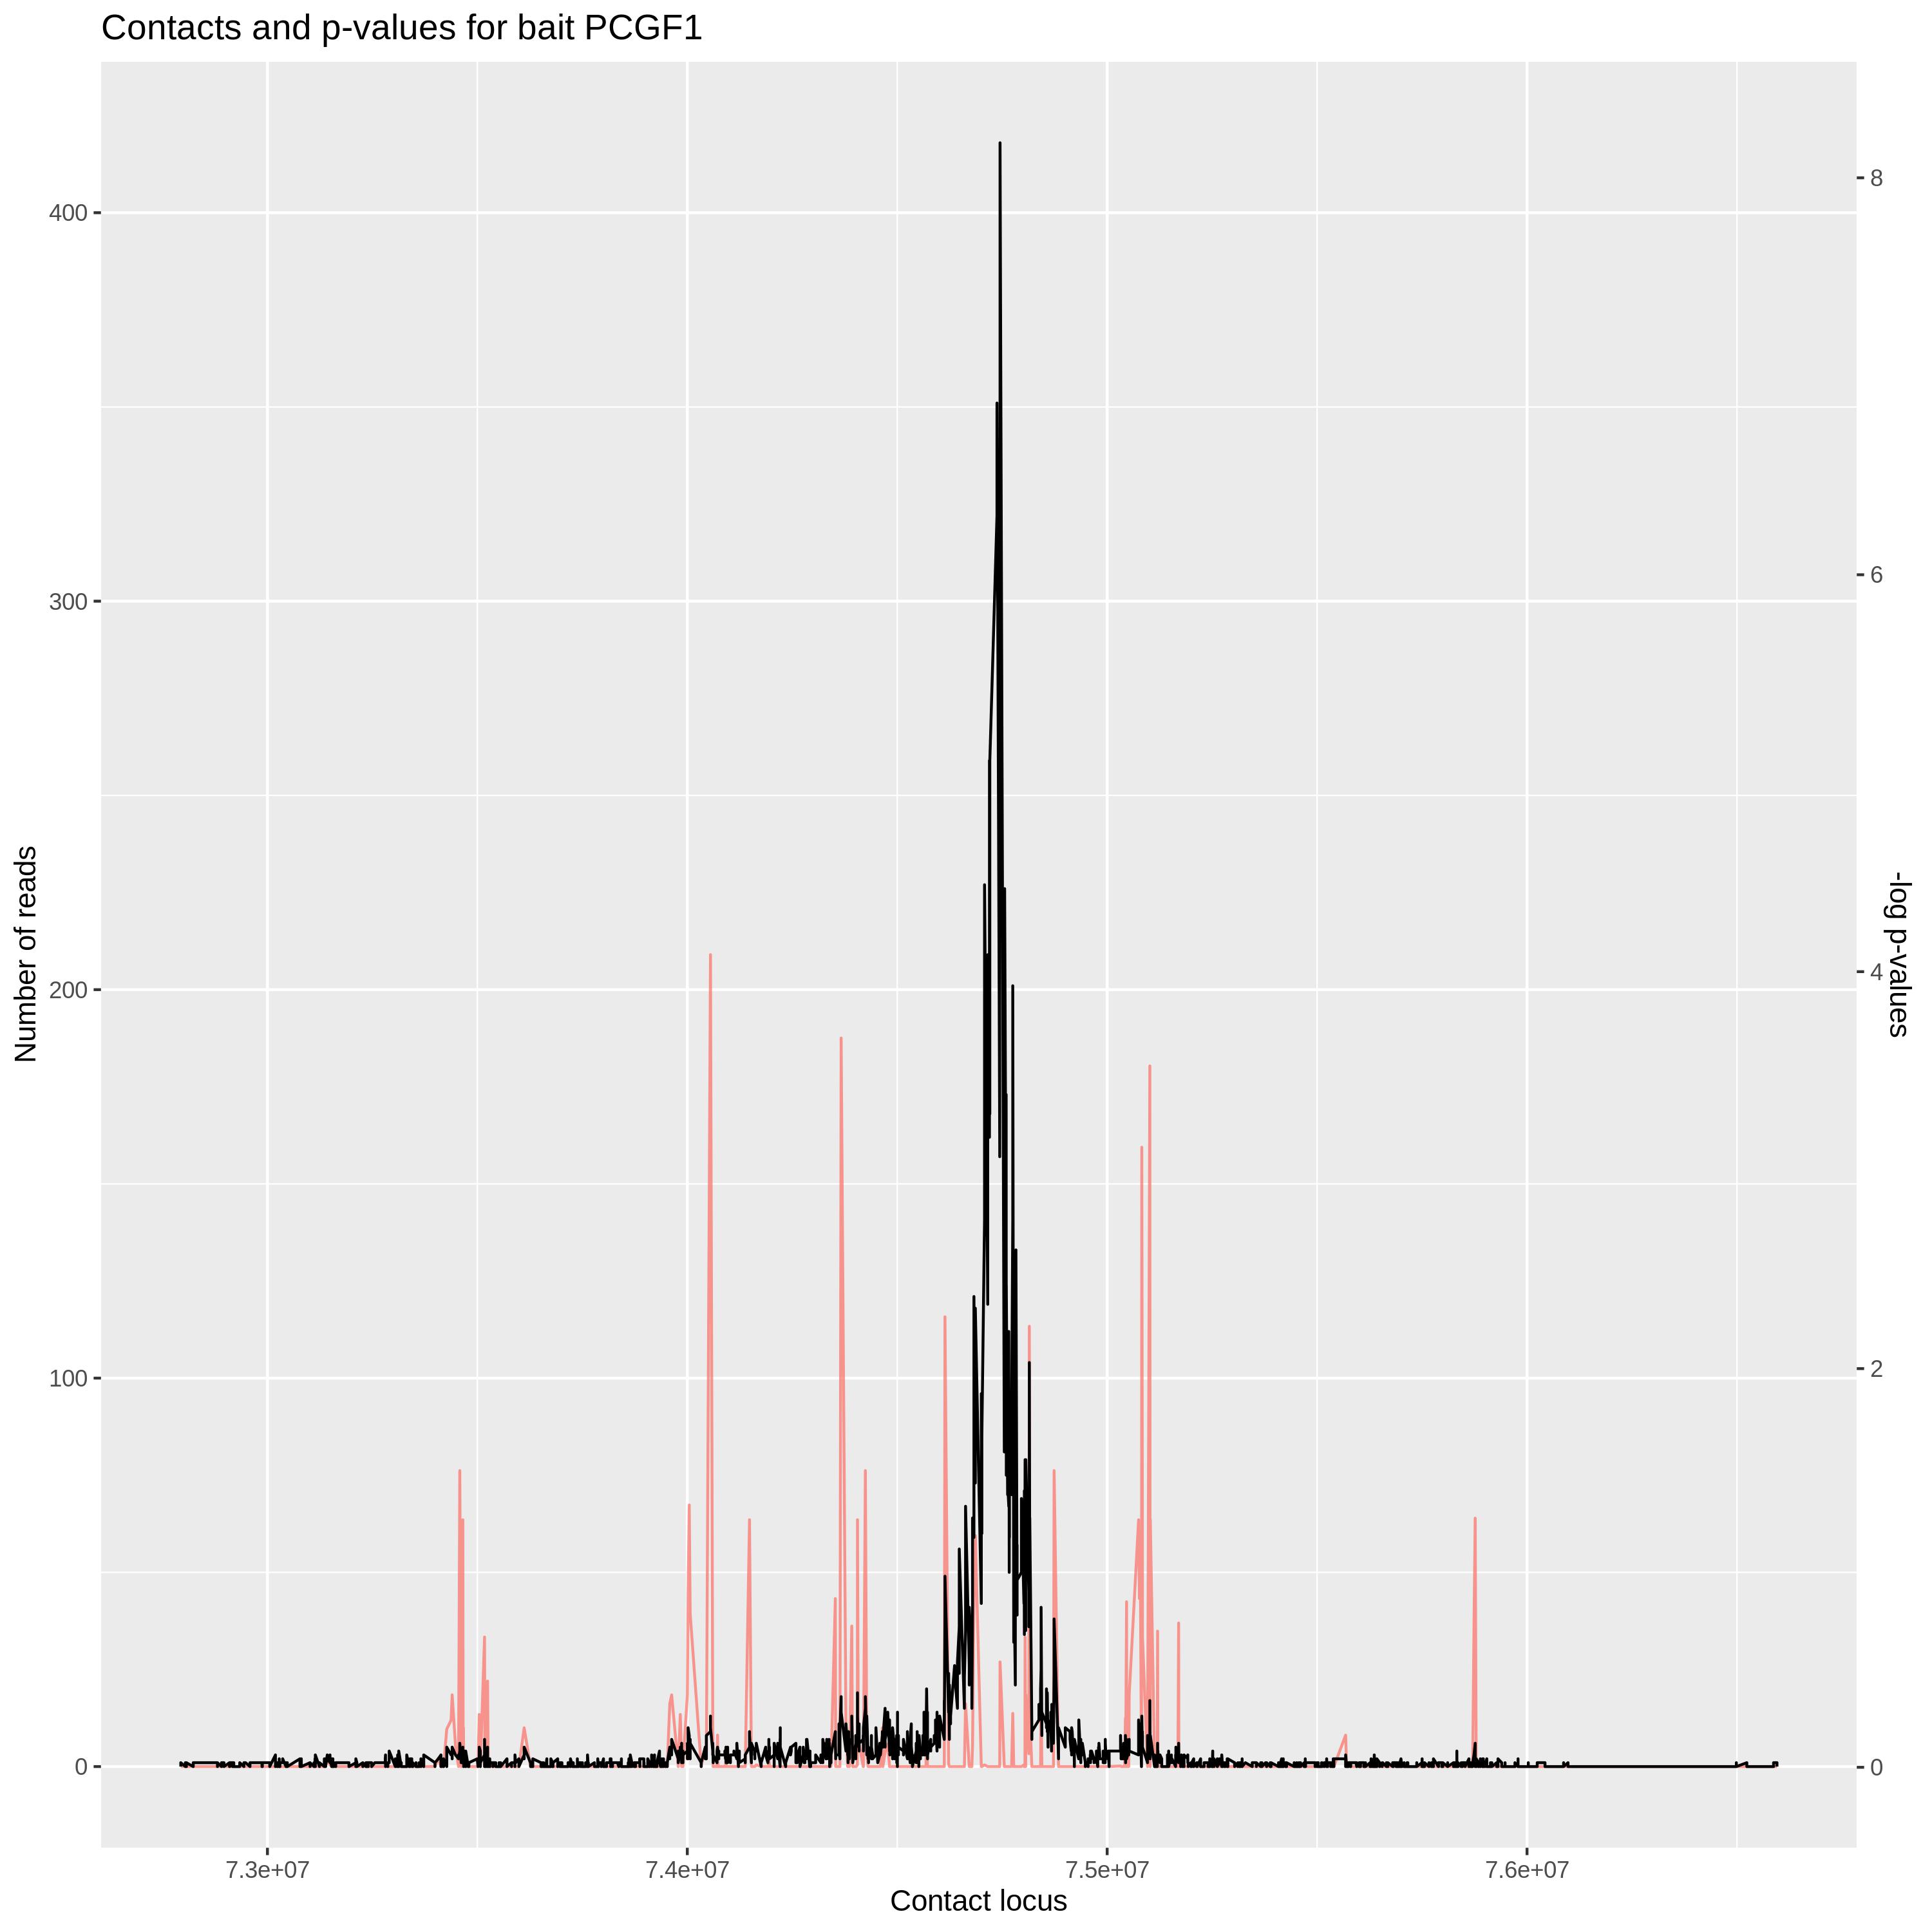 Contacts and p-values for bait PCGF1
400
300
200
100
0
8
6
4
2
0
Number of reads
-log p-values
7.3e+07
7.4e+07
7.5e+07
7.6e+07
Contact locus